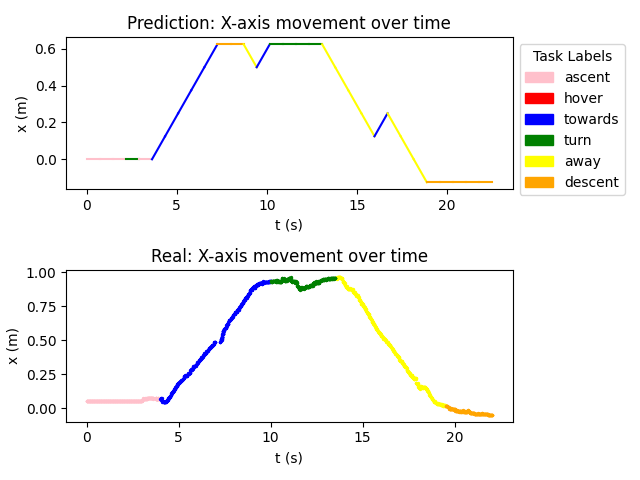 Prediction: X-axis movement over time
0.6
0.4
0.2
0.0
x (m)
0
5
10
15
20
t (s)
Task Labels
ascent
hover
towards
turn
away
descent
Real: X-axis movement over time
1.00
0.75
0.50
0.25
0.00
x (m)
0
5
10
15
20
t (s)